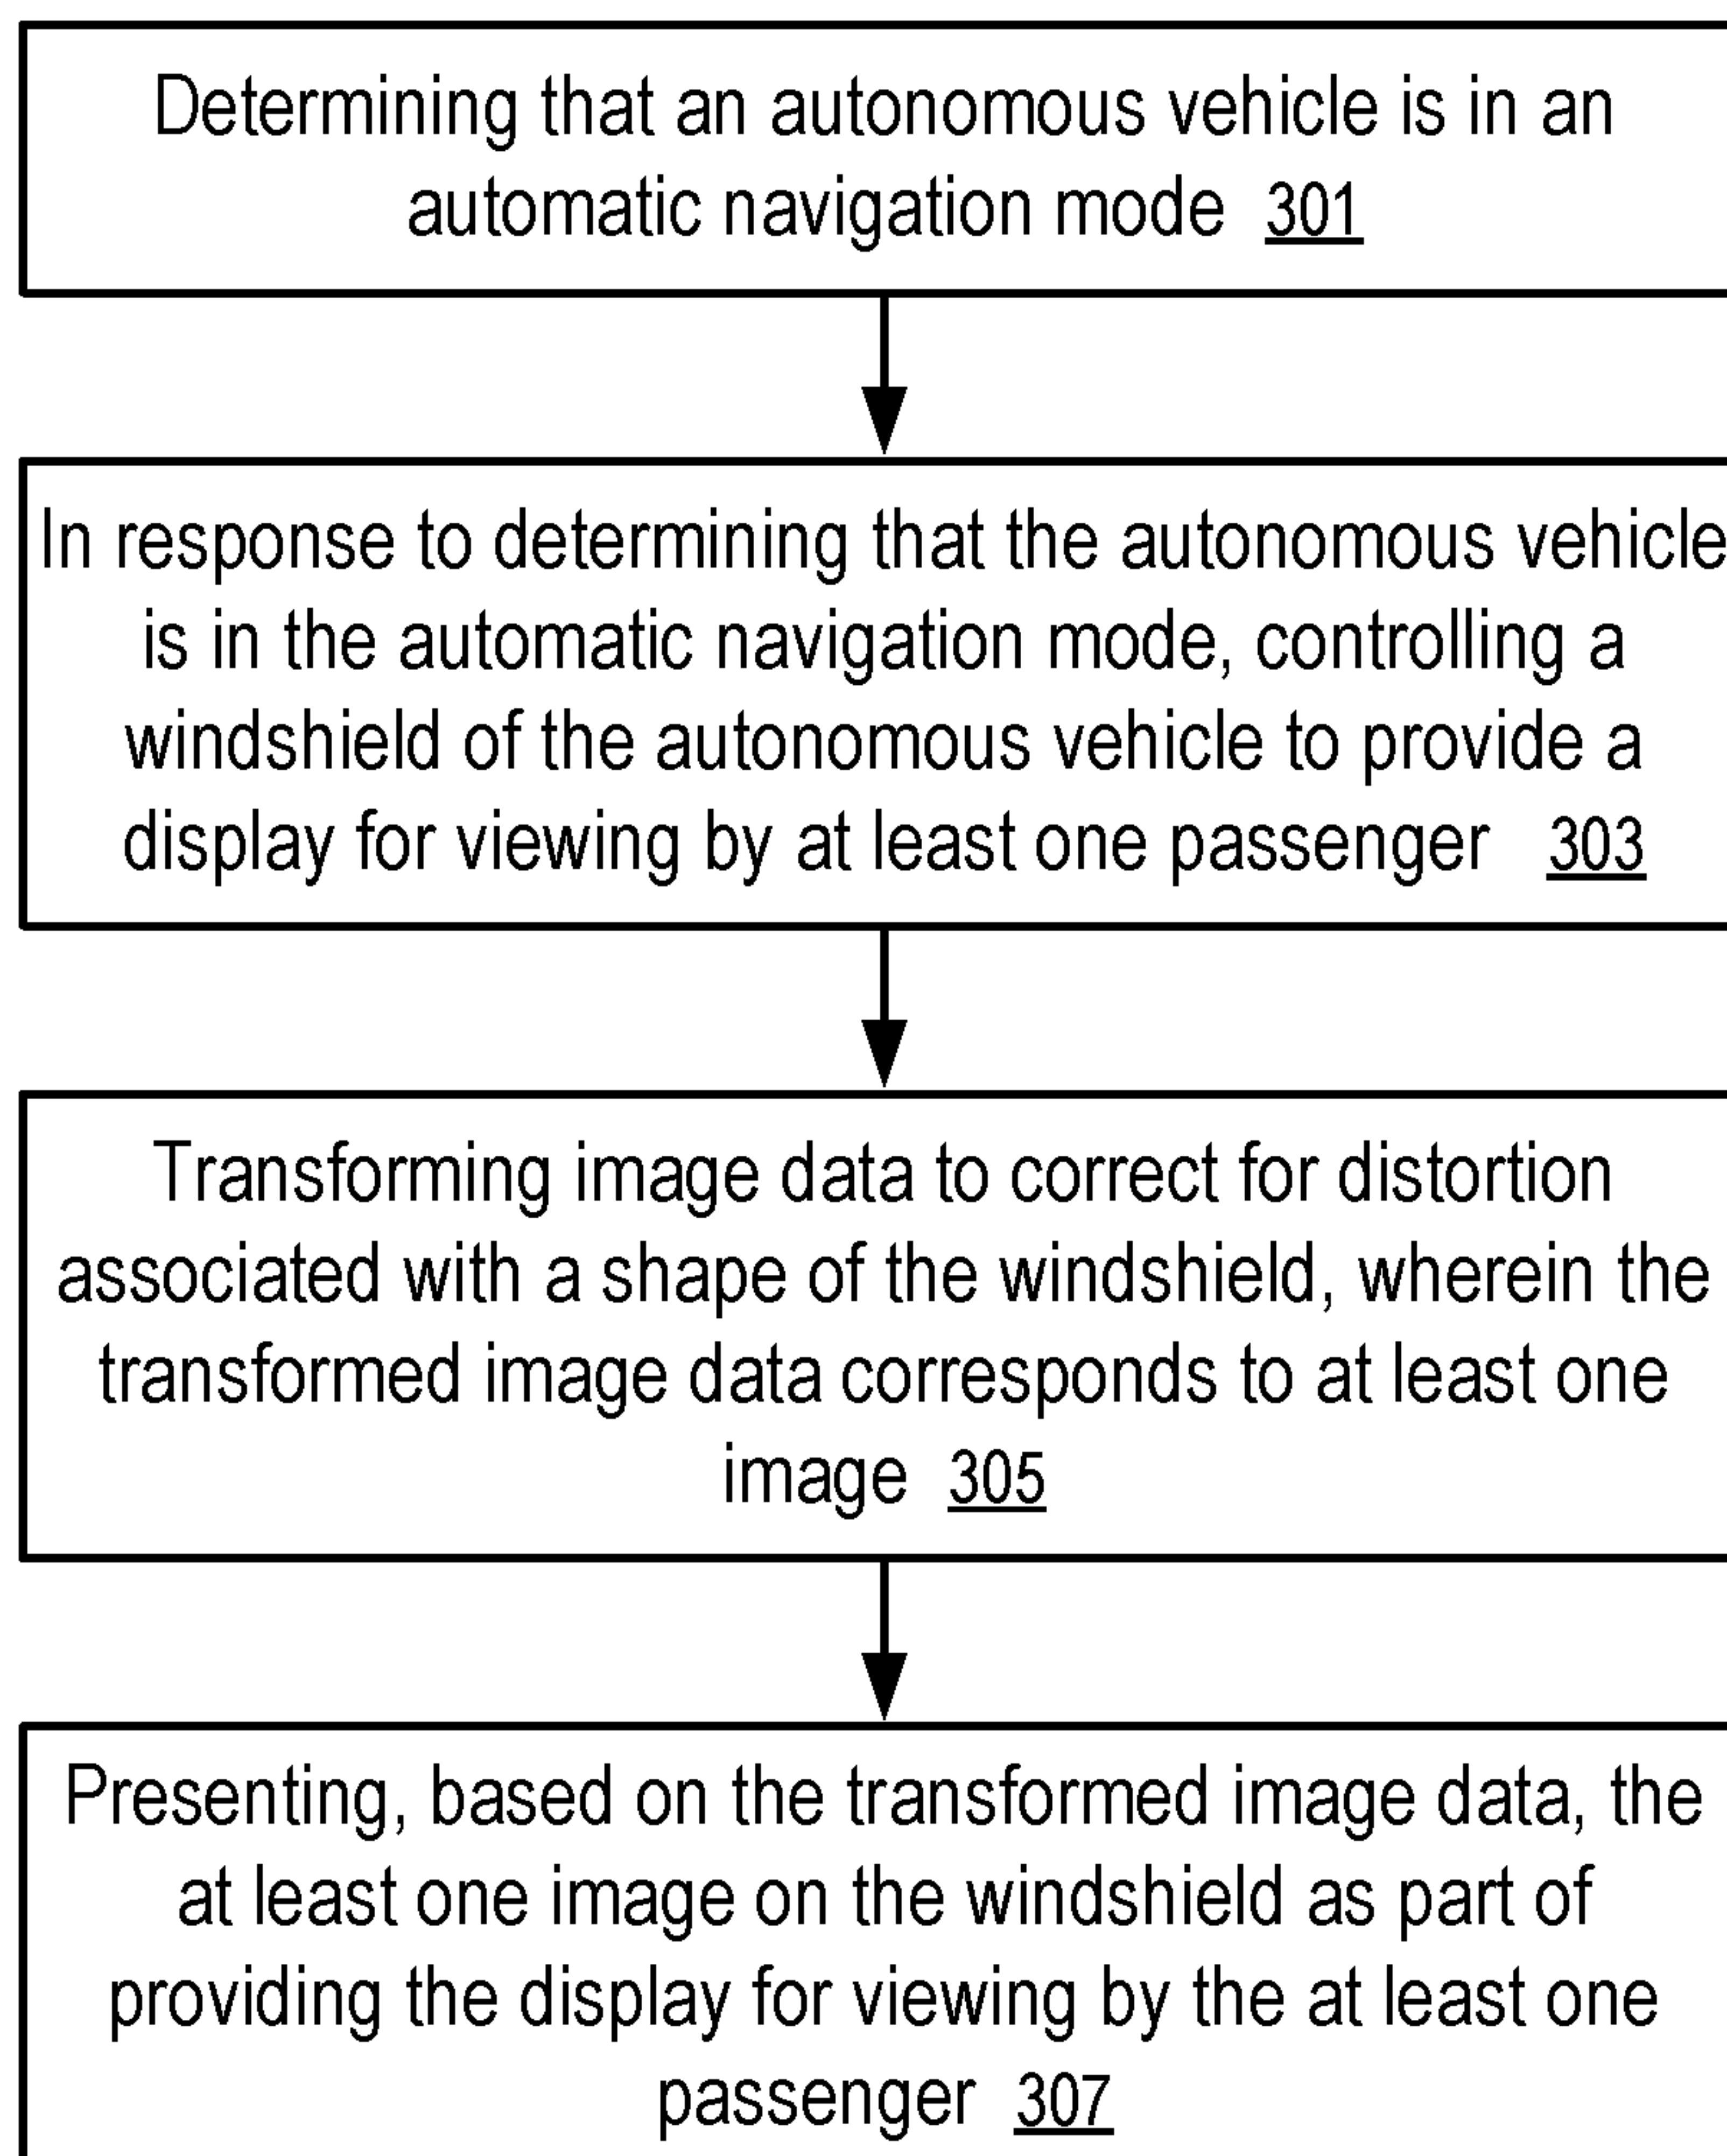 Determining that an autonomous vehicle is in an
automatic navigation mode 301
In response to determining that the autonomous vehicle
is in the automatic navigation mode, controlling a
windshield of the autonomous vehicle to provide a
display for viewing by at least one passenger 303
Transforming image data to correct for distortion
associated with a shape of the windshield, wherein the
transformed image data corresponds to at least one
image 305
Presenting, based on the transformed image data, the
at least one image on the windshield as part of
providing the display for viewing by the at least one
passenger 307